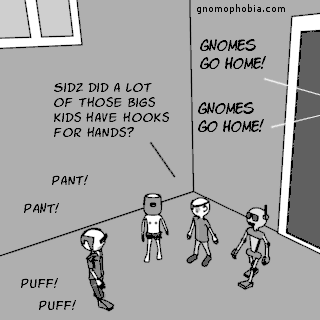 gnomophobia.com
GNOMES
GO HOME!
SIDZ DID A LOT
OF THOSE BIGS
KIDS HAVE HOOKS
FOR HANDS?
GNOMES
GO HOME!
PANT!
PANT!
PUFF!
PUFF!